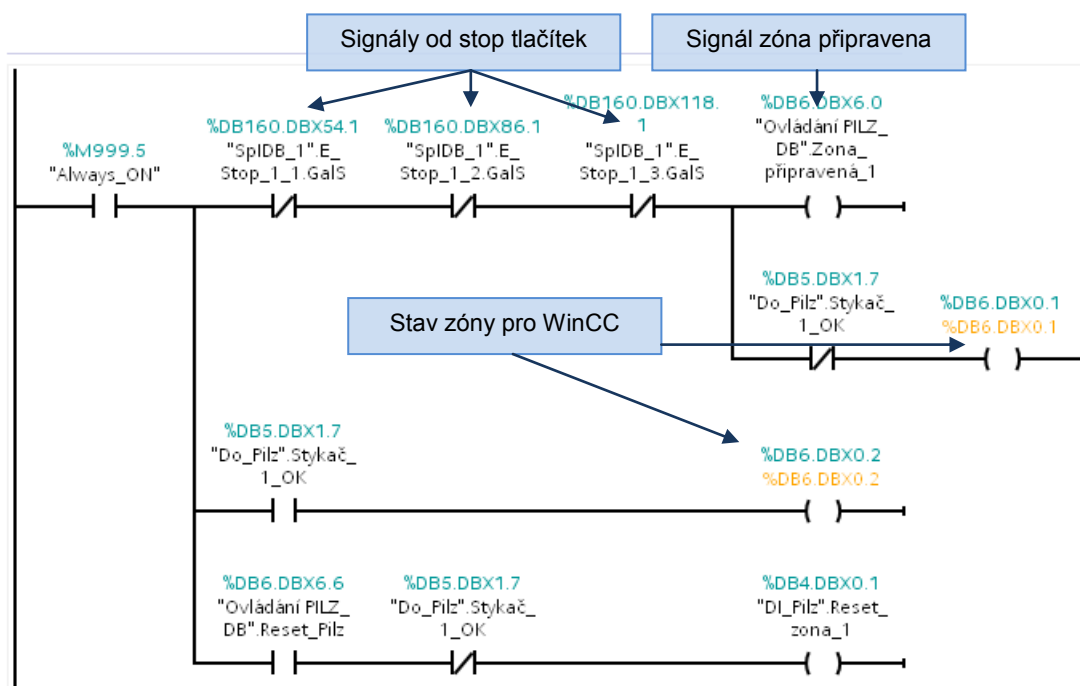 Signály od stop tlačítek
Signál zóna připravena
%M999.5
"Always_ON"
%DB160.DBX54.1
"SpIDB_1".E_
Stop_1_1.GalS
%DB160.DBX86.1
"SpIDB_1".E_
Stop_1_2.GalS
%DB160.DBX118.
1
"SpIDB_1".E_
Stop_1_3.GalS
%DB6.DBX6.0
"Ovládání PILZ_
DB".Zona_
připravená_1
%DB5.DBX1.7
"Do_Pilz".Stykač_
1_OK
%DB6.DBX0.1
%DB6.DBX0.1
Stav zóny pro WinCC
%DB5.DBX1.7
"Do_Pilz".Stykač_
1_OK
%DB6.DBX0.2
%DB6.DBX0.2
%DB6.DBX6.6
"Ovládání PILZ_
DB".Reset_Pilz
%DB5.DBX1.7
"Do_Pilz".Stykač_
1_OK
%DB4.DBX0.1
"DI_Pilz".Reset_
zona_1